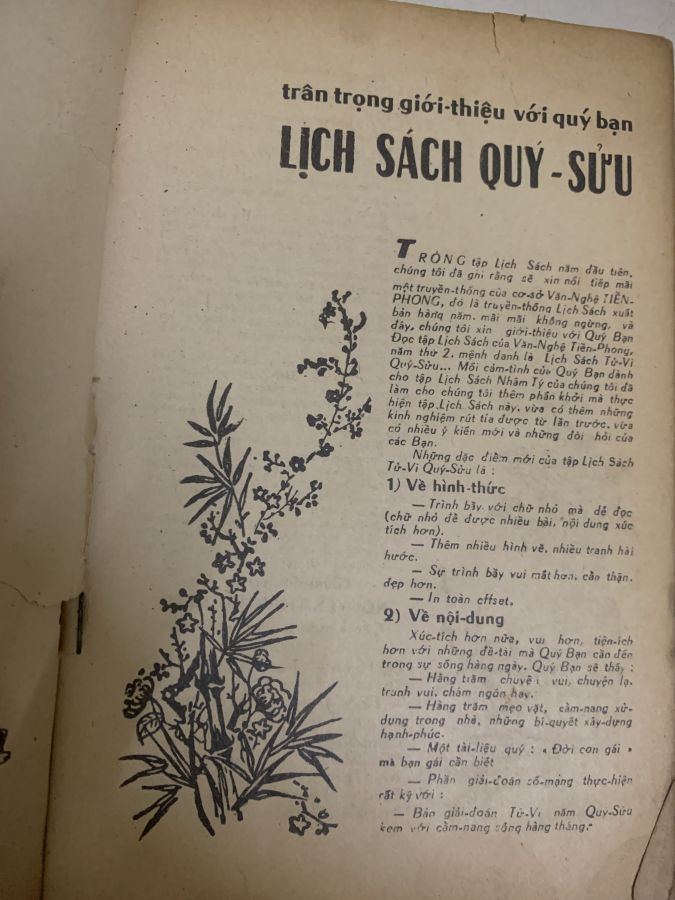 trân trọng giới-thiệu với quý bạn
LỊCH SÁCH QUÝ-SỬU
TRONG tập Lịch Sách năm đầu tiên,
chúng tôi đã ghi rằng sẽ xin nối tiếp mãi
một truyền-thống của cơ-sở Văn-Nghệ TIỀN-
PHONG, đó là truyền-thống Lịch Sách xuất
bản hàng năm, mãi mãi không ngừng, và
đây, chúng tôi xin giới-thiệu với Quý Bạn
Đọc tập Lịch Sách của Văn-Nghệ Tiền-Phong,
năm thư 2. mệnh danh là Lịch Sách Tử-Vi
Quý-Sửu... Mối cảm-tình của Quý Bạn dành
cho tập Lịch Sách Nhâm Tý của chúng tôi đã
làm cho chúng tôi thêm phấn khởi mà thực
hiện tập Lịch Sách này, vừa có thêm những
kinh nghiệm rút tỉa được từ lần trước, vừa
có nhiều ý kiến mới và những đòi hỏi của
các Bạn.
Những đặc điểm mới của tập Lịch Sách
Tử-Vi Quý-Sửu là :
1) Về hình-thức
— Trình bầy với chữ nhỏ mà dễ đọc
(chữ nhỏ để được nhiều bài, nội dung xúc
tích hơn).
— Thêm nhiều hình vẽ, nhiều tranh hài
hước.
— Sự trình bầy vui mắt hơn, cẩn thận,
đẹp hơn.
— In toàn offset.
2) Về nội-dung
Xúc-tích hơn nữa, vui hơn, tiện-ích
hơn với những đề-tài mà Quý Bạn cần đến
trong sự sống hàng ngày. Quý Bạn sẽ thấy :
— Hàng trăm chuyện vui, chuyện lạ,
tranh vui, châm ngôn hay.
— Hàng trăm mẹo vặt, cẩm-nang xử-
dụng trong nhà, những bí-quyết xây-dựng
hạnh-phúc.
— Một tài-liệu quý : « Đời con gái »
mà bạn gái cần biết
— Phần giải-đoán số-mạng thực-hiện
rất kỹ với :
— Bản giải-đoán Tử-Vi năm Quý-Sửu
kem với cẩm-nang sống hàng tháng.